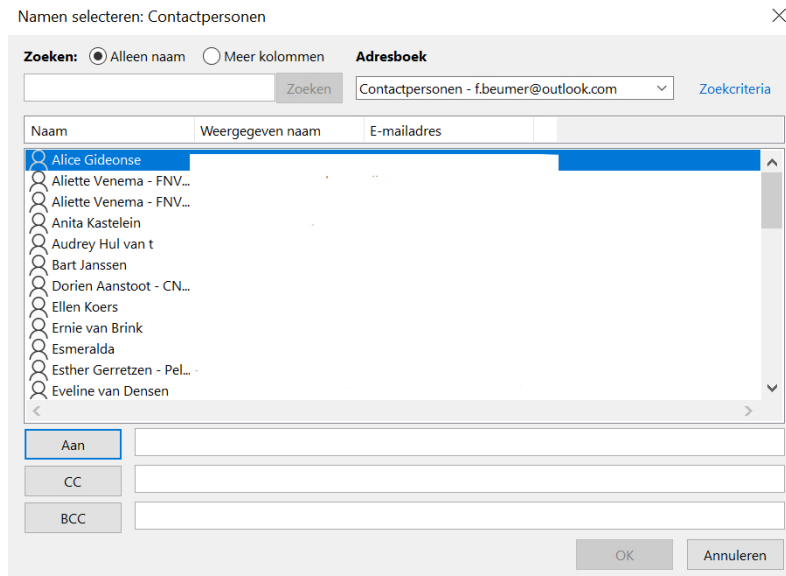 Namen selecteren: Contactpersonen
Zoeken: Alleen naam Meer kolommen Adresboek
Zoeken Contactpersonen - f.beumer@outlook.com Zoekcriteria
Naam Weergegeven naam E-mailadres
Alice Gideonse
Aliette Venema - FNV...
Aliette Venema - FNV...
Anita Kastelein
Audrey Hul van t
Bart Janssen
Dorien Aanstoot - CN...
Ellen Koers
Ernie van Brink
Esmeralda
Esther Gerretzen - Pel...
Eveline van Densen
Aan
CC
BCC
OK Annuleren